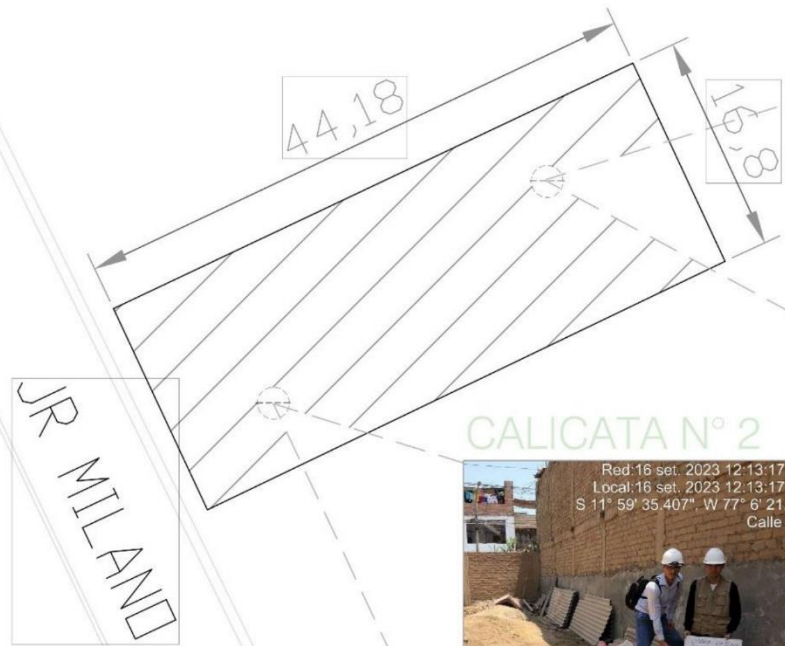 44,18
16,8
JR MILANO
CALICATA N° 2
Red:16 set. 2023 12:13:17
Local:16 set. 2023 12:13:17
S 11° 59' 35.407", W 77° 6' 21
Calle